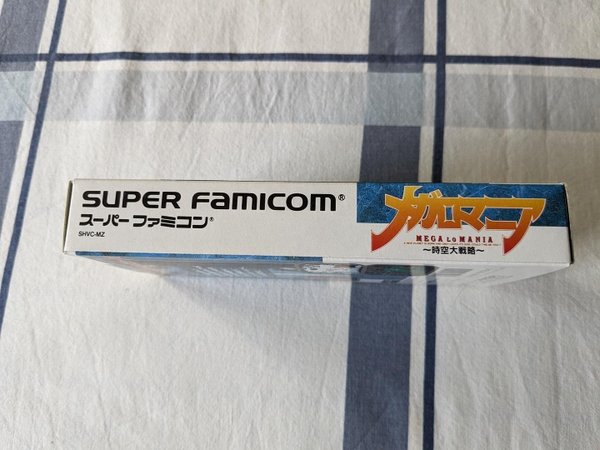 SUPER FAMICOM®
スーパーファミコン®
SHVC-MZ
メガロマニア
MEGA LO MANIA
～時空大戦略～